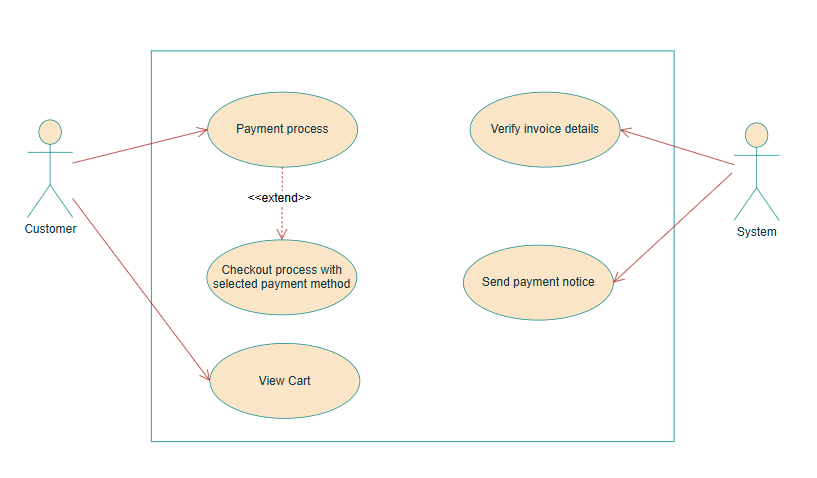 Payment process
Verify invoice details
<<extend>>
Customer
System
Checkout process with
selected payment method
Send payment notice
View Cart